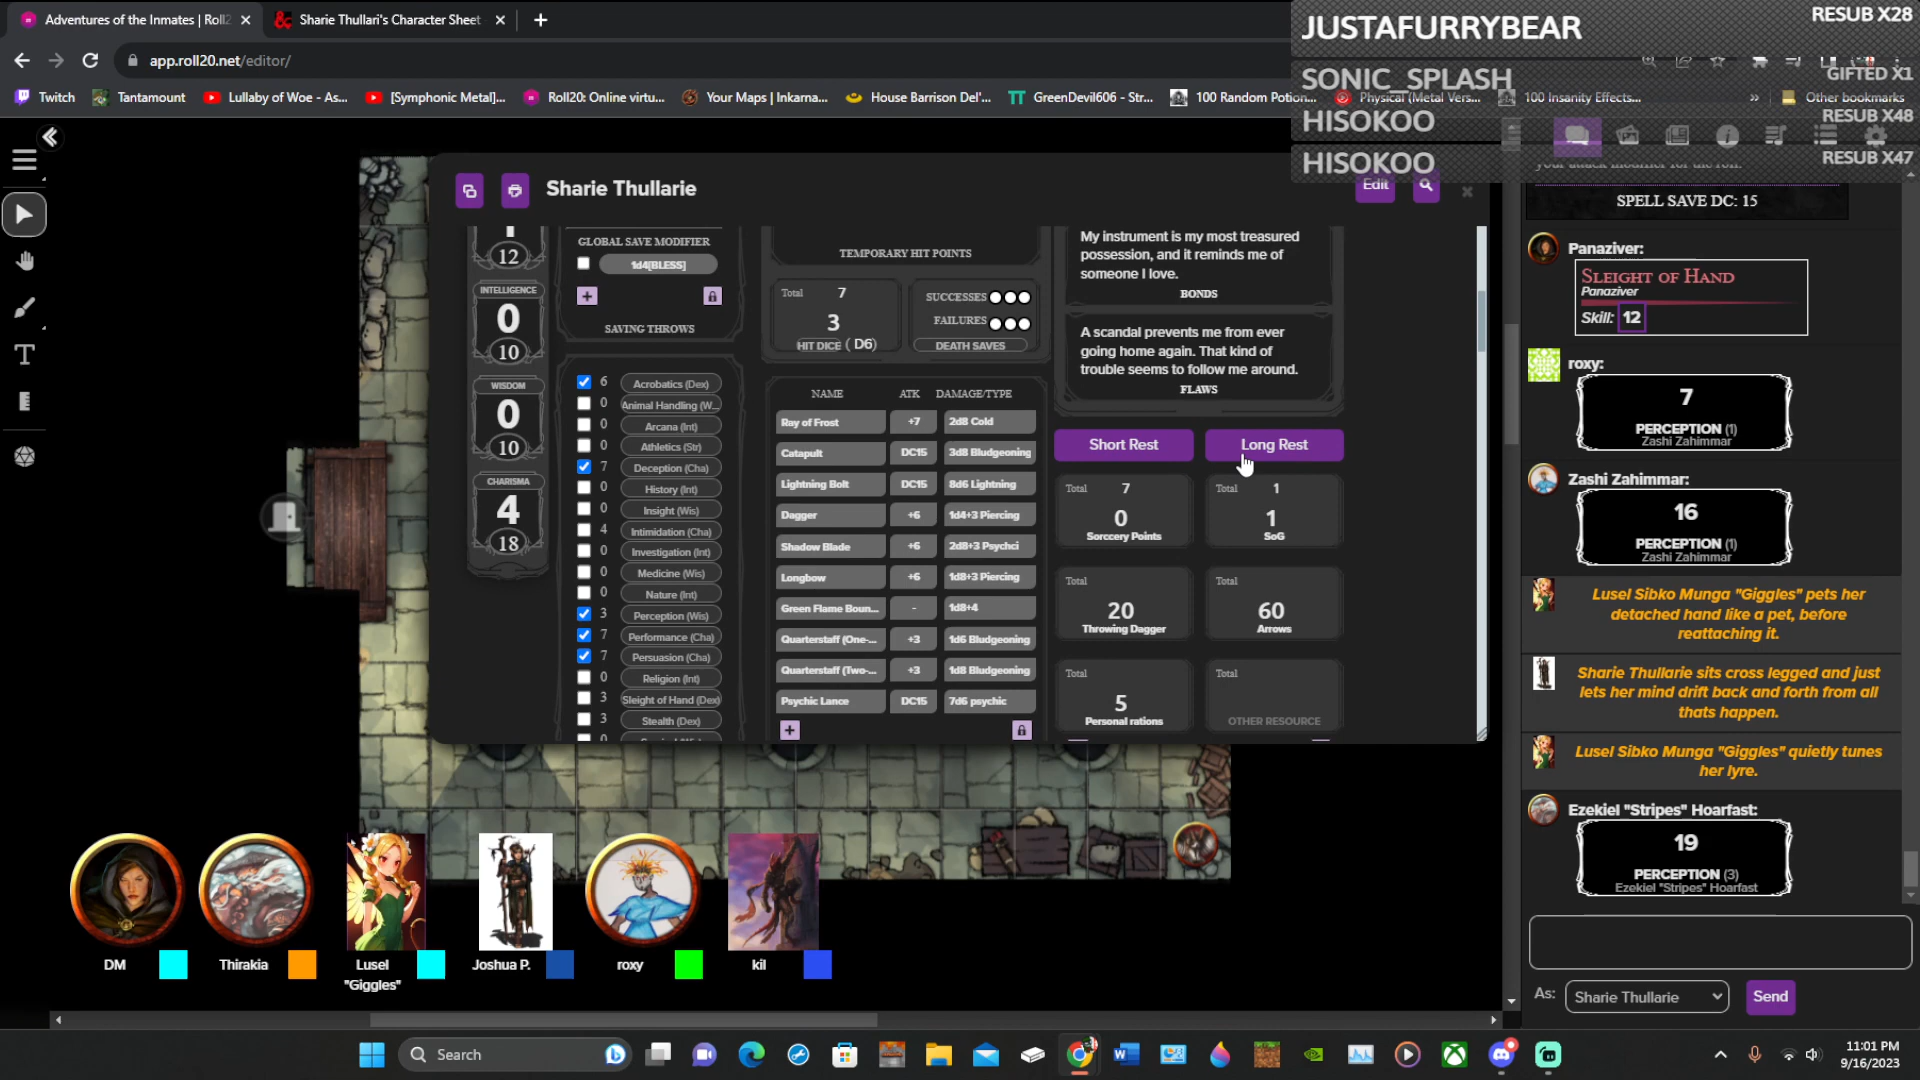 Adventures of the Inmates | Roll2
Sharie Thullari's Character Sheet
JUSTAFURRYBEAR
RESUB X28
app.roll20.net/editor/
SONIC_SPLASH
GIFTED X1
Twitch
Tantamount
Lullaby of Woe - As...
[Symphonic Metal]...
Roll20: Online virtu...
Your Maps | Inkarna...
House Barrison Del'...
GreenDevil606 - Str...
100 Random Potion...
Physical (Metal Vers...
100 Insanity Effects...
Other bookmarks
HISOKOO
RESUB X48
HISOKOO
RESUB X47
Sharie Thullarie
Edit
12
INTELLIGENCE
0
10
WISDOM
0
10
CHARISMA
4
18
GLOBAL SAVE MODIFIER
1d4[BLESS]
SAVING THROWS
6 Acrobatics (Dex)
0 Animal Handling (W...
0 Arcana (Int)
0 Athletics (Str)
7 Deception (Cha)
0 History (Int)
0 Insight (Wis)
4 Intimidation (Cha)
0 Investigation (Int)
0 Medicine (Wis)
0 Nature (Int)
3 Perception (Wis)
7 Performance (Cha)
7 Persuasion (Cha)
0 Religion (Int)
3 Sleight of Hand (Dex)
3 Stealth (Dex)
TEMPORARY HIT POINTS
Total 7
3
HIT DICE ( D6)
SUCCESSES
FAILURES
DEATH SAVES
NAME ATK DAMAGE/TYPE
Ray of Frost +7 2d8 Cold
Catapult DC15 3d8 Bludgeoning
Lightning Bolt DC15 8d6 Lightning
Dagger +6 1d4+3 Piercing
Shadow Blade +6 2d8+3 Psychci
Longbow +6 1d8+3 Piercing
Green Flame Boun... - 1d8+4
Quarterstaff (One-... +3 1d6 Bludgeoning
Quarterstaff (Two-... +3 1d8 Bludgeoning
Psychic Lance DC15 7d6 psychic
My instrument is my most treasured
possession, and it reminds me of
someone I love.
BONDS
A scandal prevents me from ever
going home again. That kind of
trouble seems to follow me around.
FLAWS
Short Rest
Long Rest
Total 7
0
Sorccery Points
Total 1
1
SoG
Total
20
Throwing Dagger
Total
60
Arrows
Total
5
Personal rations
Total
OTHER RESOURCE
your attack modifier for the roll.
SPELL SAVE DC: 15
Panaziver:
SLEIGHT OF HAND
Panaziver
Skill: 12
roxy:
7
PERCEPTION (1)
Zashi Zahimmar
Zashi Zahimmar:
16
PERCEPTION (1)
Zashi Zahimmar
Lusel Sibko Munga "Giggles" pets her
detached hand like a pet, before
reattaching it.
Sharie Thullarie sits cross legged and just
lets her mind drift back and forth from all
thats happen.
Lusel Sibko Munga "Giggles" quietly tunes
her lyre.
Ezekiel "Stripes" Hoarfast:
19
PERCEPTION (3)
Ezekiel "Stripes" Hoarfast
As:
Sharie Thullarie
Send
DM
Thirakia
Lusel
"Giggles"
Joshua P.
roxy
kil
Search
11:01 PM
9/16/2023